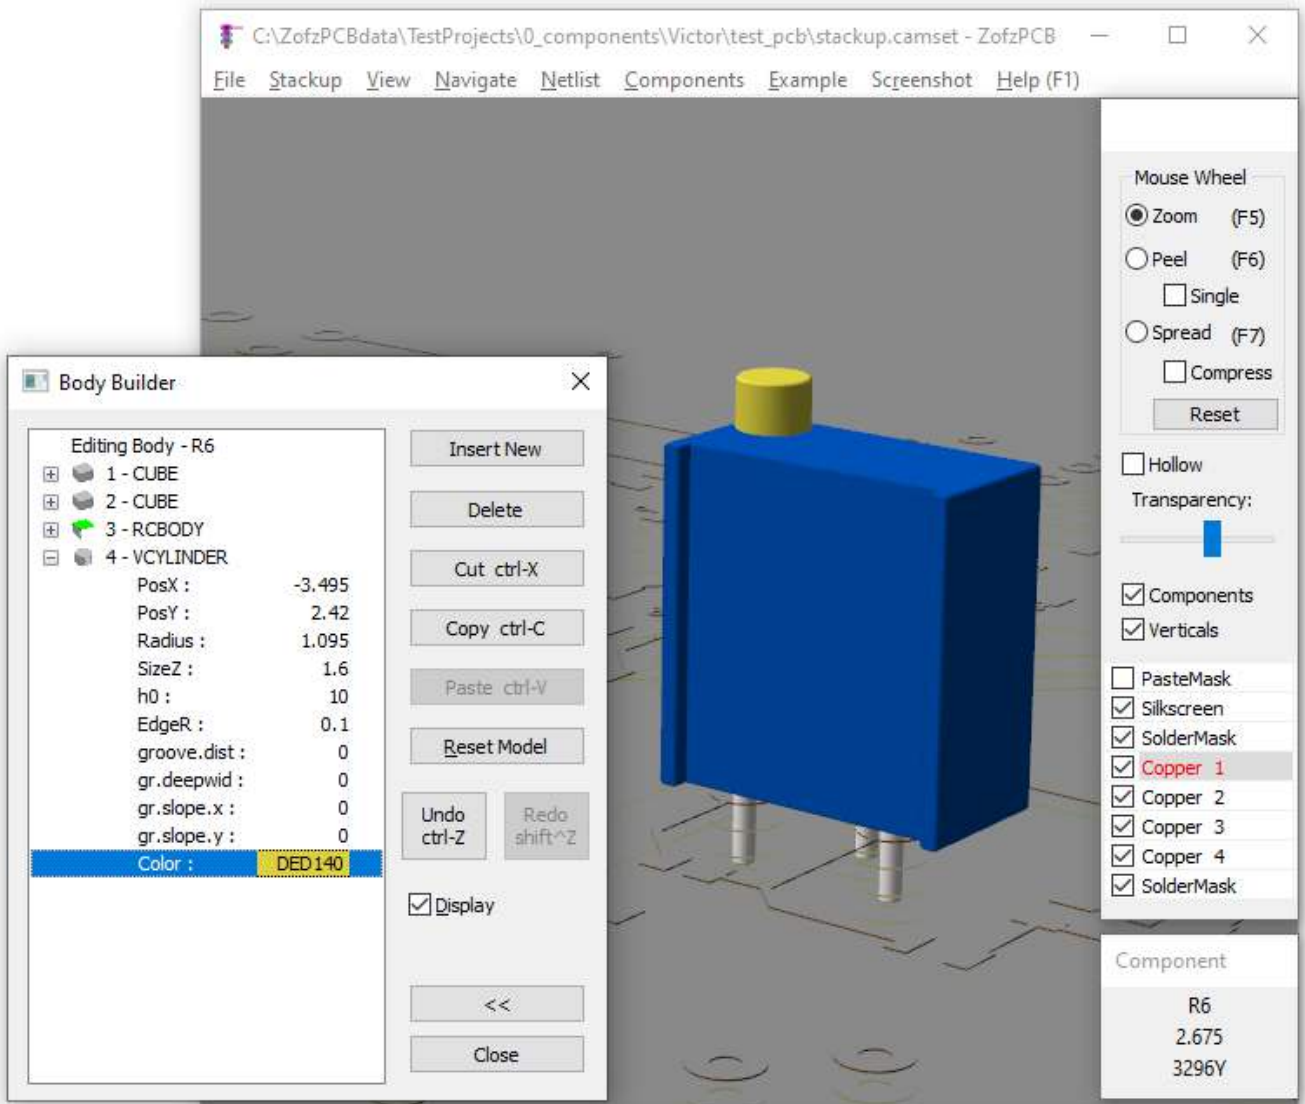 C:\ZofzPCBdata\TestProjects\0_components\Victor\test_pcb\stackup.camset - ZofzPCB
File Stackup View Navigate Netlist Components Example Screenshot Help (F1)
Mouse Wheel
Zoom (F5)
Peel (F6)
Single
Spread (F7)
Compress
Reset
Hollow
Transparency:
Components
Verticals
PasteMask
Silkscreen
SolderMask
Copper 1
Copper 2
Copper 3
Copper 4
SolderMask
Component
R6
2.675
3296Y
Body Builder
Editing Body - R6
1 - CUBE
2 - CUBE
3 - RCBODY
4 - VCYLINDER
PosX : -3.495
PosY : 2.42
Radius : 1.095
SizeZ : 1.6
h0 : 10
EdgeR : 0.1
groove.dist : 0
gr.deepwid : 0
gr.slope.x : 0
gr.slope.y : 0
Color : DED140
Insert New
Delete
Cut ctrl-X
Copy ctrl-C
Paste ctrl-V
Reset Model
Undo ctrl-Z
Redo shift^Z
Display
<<
Close